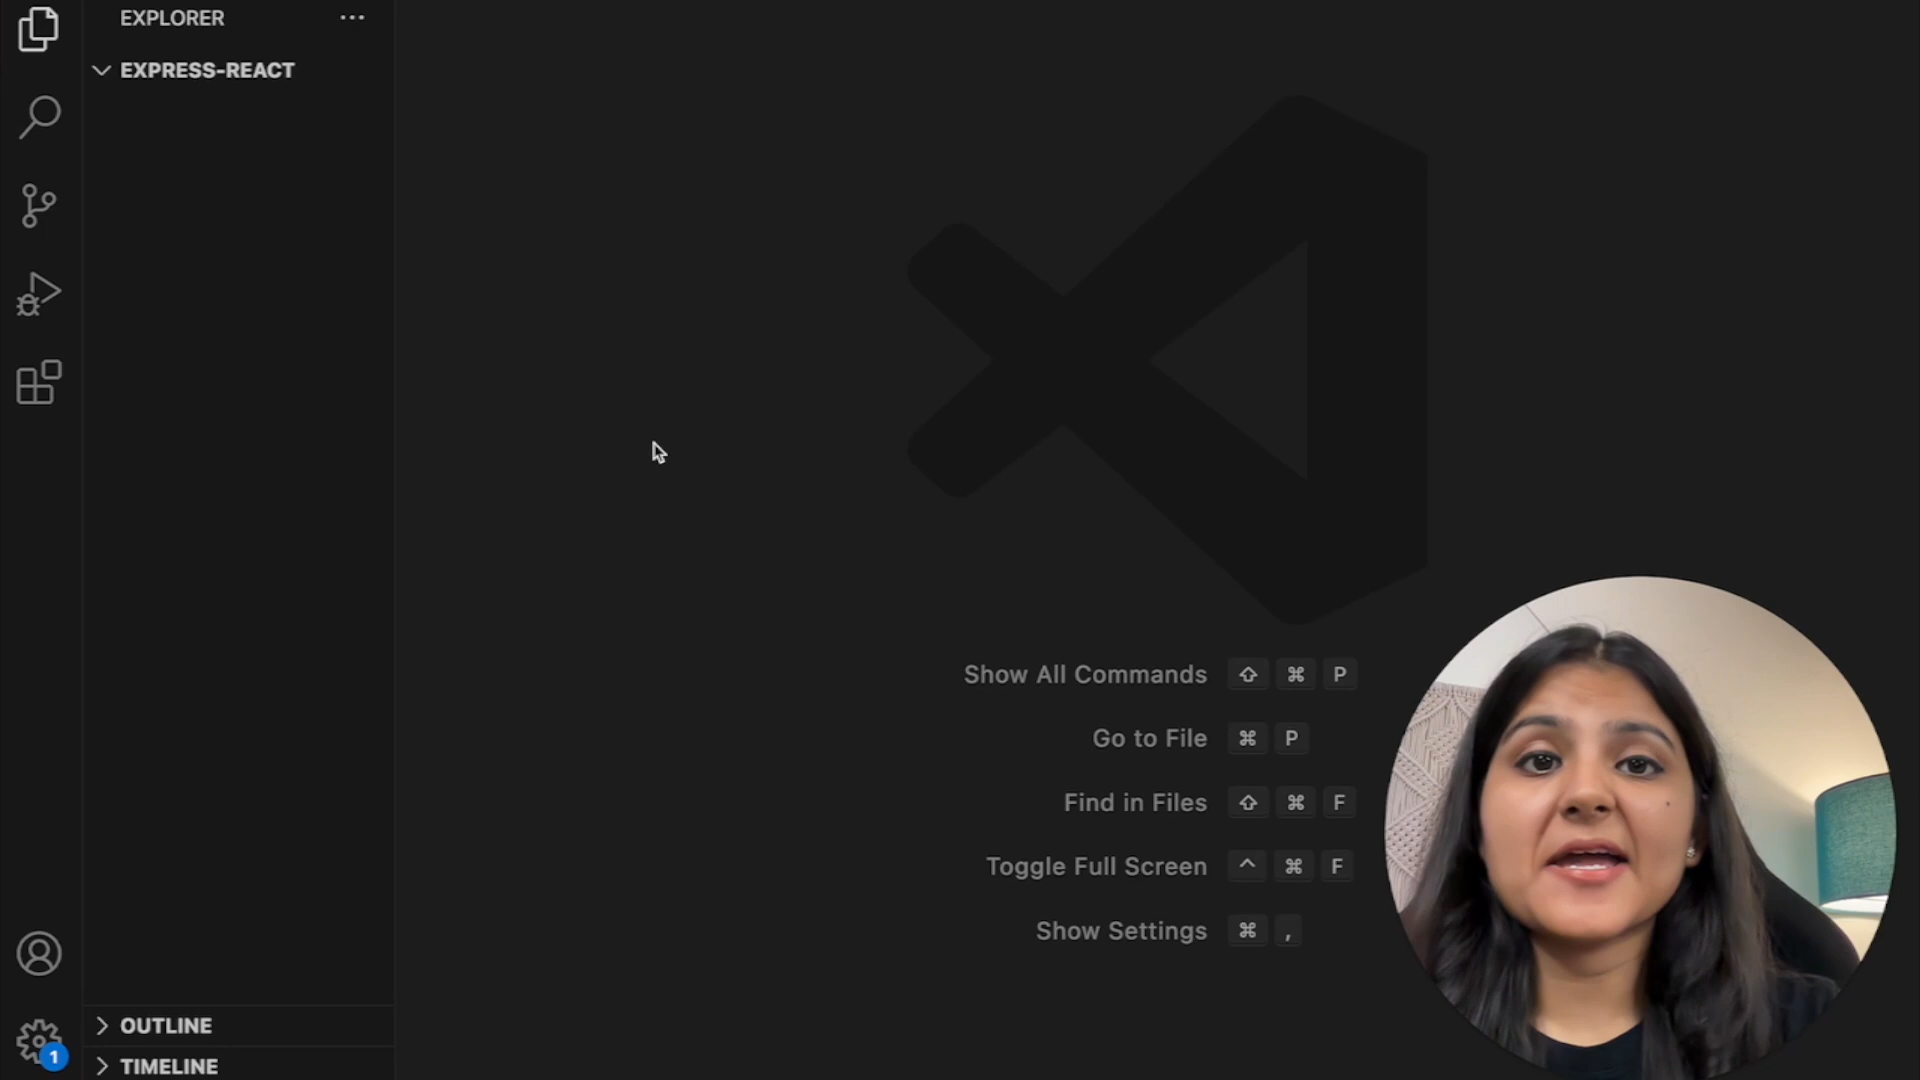 EXPLORER
EXPRESS-REACT
Show All Commands ⇧ ⌘ P
Go to File ⌘ P
Find in Files ⇧ ⌘ F
Toggle Full Screen ^ ⌘ F
Show Settings ⌘ ,
OUTLINE
1
TIMELINE